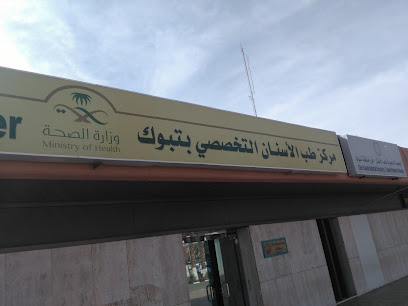 مركز طب الأسنان التخصصي بتبوك
وزارة الصحة
Ministry of Health
er